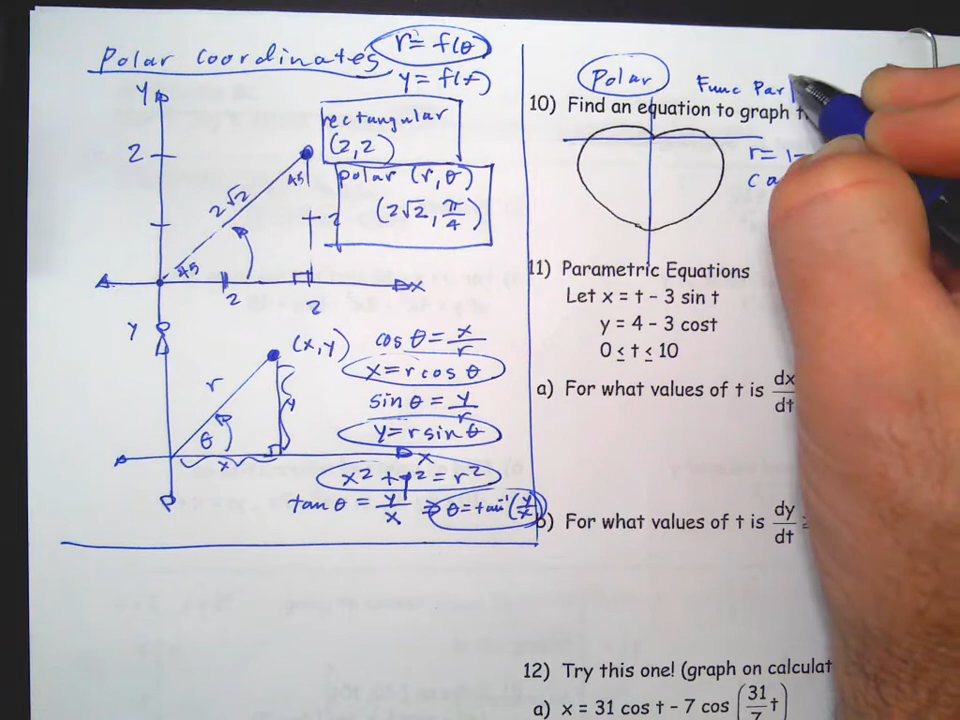 Polar coordinates
r = f(θ)
y = f(x)
y
2
rectangular
(2,2)
polar (r, θ)
(2√2, π/4)
45
2√2
2
45
2
2
x
y
(x, y)
r
y
θ
x
x
cos θ = x/r
x = r cos θ
sin θ = y/r
y = r sin θ
x² + y² = r²
tan θ = y/x ⇒ θ = tan⁻¹(y/x)
Polar
Func Par
10) Find an equation to graph
r = 1 -
11) Parametric Equations
Let x = t – 3 sin t
y = 4 – 3 cost
0 ≤ t ≤ 10
a) For what values of t is dx/dt
b) For what values of t is dy/dt ≥
12) Try this one! (graph on calculat
a) x = 31 cos t – 7 cos (31/7 t)